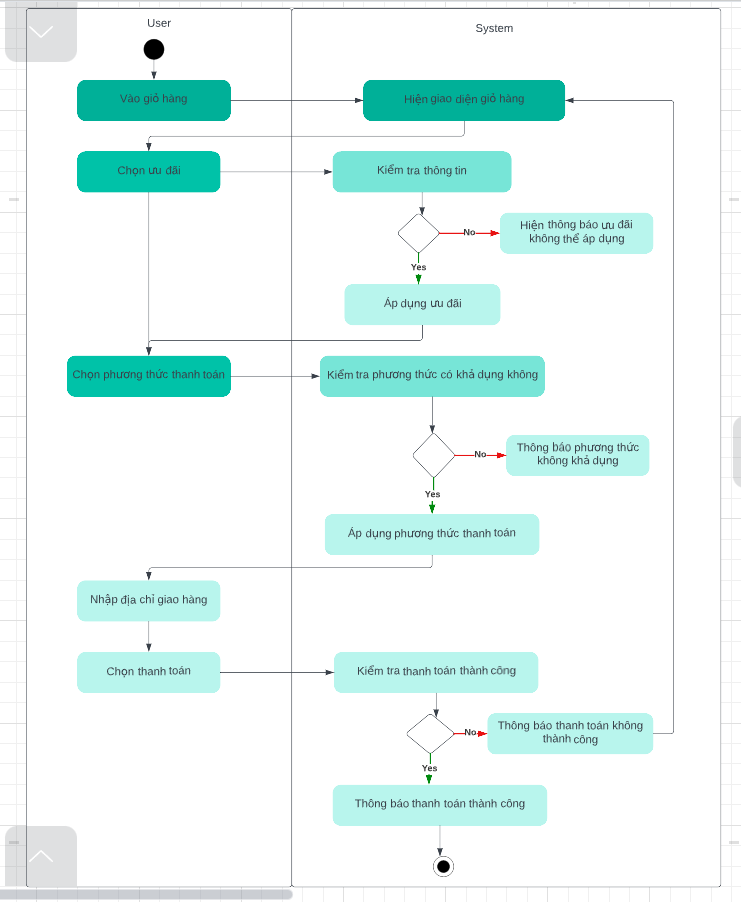 User
System
Vào giỏ hàng
Hiện giao diện giỏ hàng
Chọn ưu đãi
Kiểm tra thông tin
No
Hiện thông báo ưu đãi
không thể áp dụng
Yes
Áp dụng ưu đãi
Chọn phương thức thanh toán
Kiểm tra phương thức có khả dụng không
No
Thông báo phương thức
không khả dụng
Yes
Áp dụng phương thức thanh toán
Nhập địa chỉ giao hàng
Chọn thanh toán
Kiểm tra thanh toán thành công
No
Thông báo thanh toán không
thành công
Yes
Thông báo thanh toán thành công